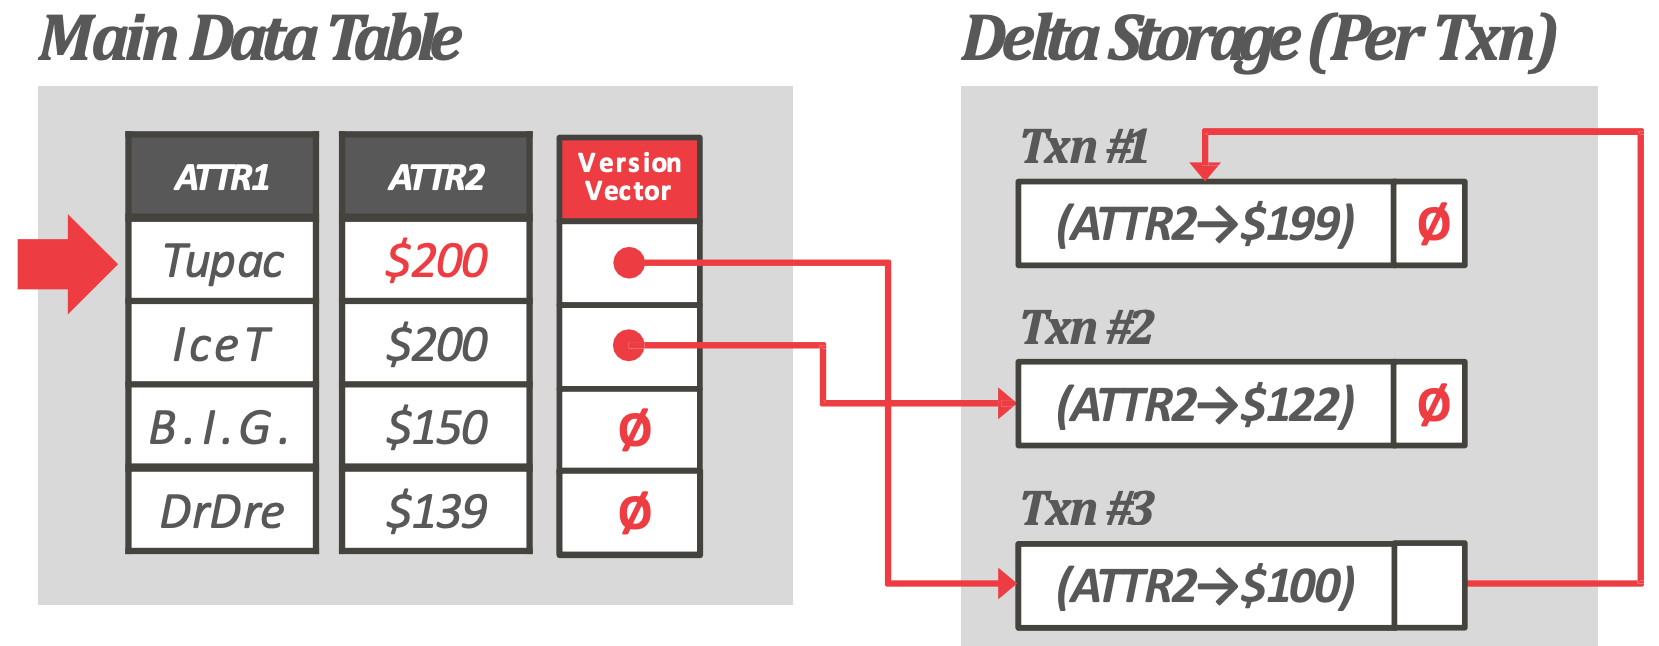 Main Data Table
ATTR1 ATTR2 Version Vector
Tupac $200
IceT $200
B.I.G. $150 Ø
DrDre $139 Ø
Delta Storage (Per Txn)
Txn #1
(ATTR2→$199) Ø
Txn #2
(ATTR2→$122) Ø
Txn #3
(ATTR2→$100)